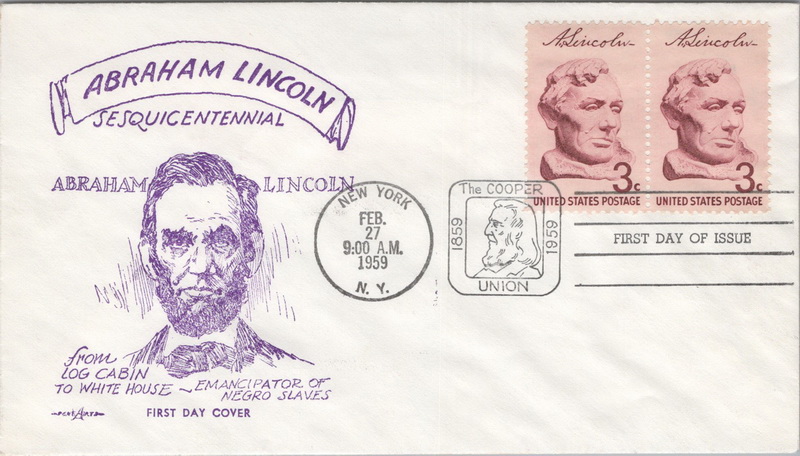 ABRAHAM LINCOLN
SESQUICENTENNIAL
ABRAHAM LINCOLN
from
LOG CABIN
TO WHITE HOUSE ~ EMANCIPATOR OF
NEGRO SLAVES
FIRST DAY COVER
NEW YORK
FEB.
27
9:00 A.M.
1959
N. Y.
The COOPER
1859
1959
UNION
A. Lincoln
3c
UNITED STATES POSTAGE
A. Lincoln
3c
UNITED STATES POSTAGE
FIRST DAY OF ISSUE